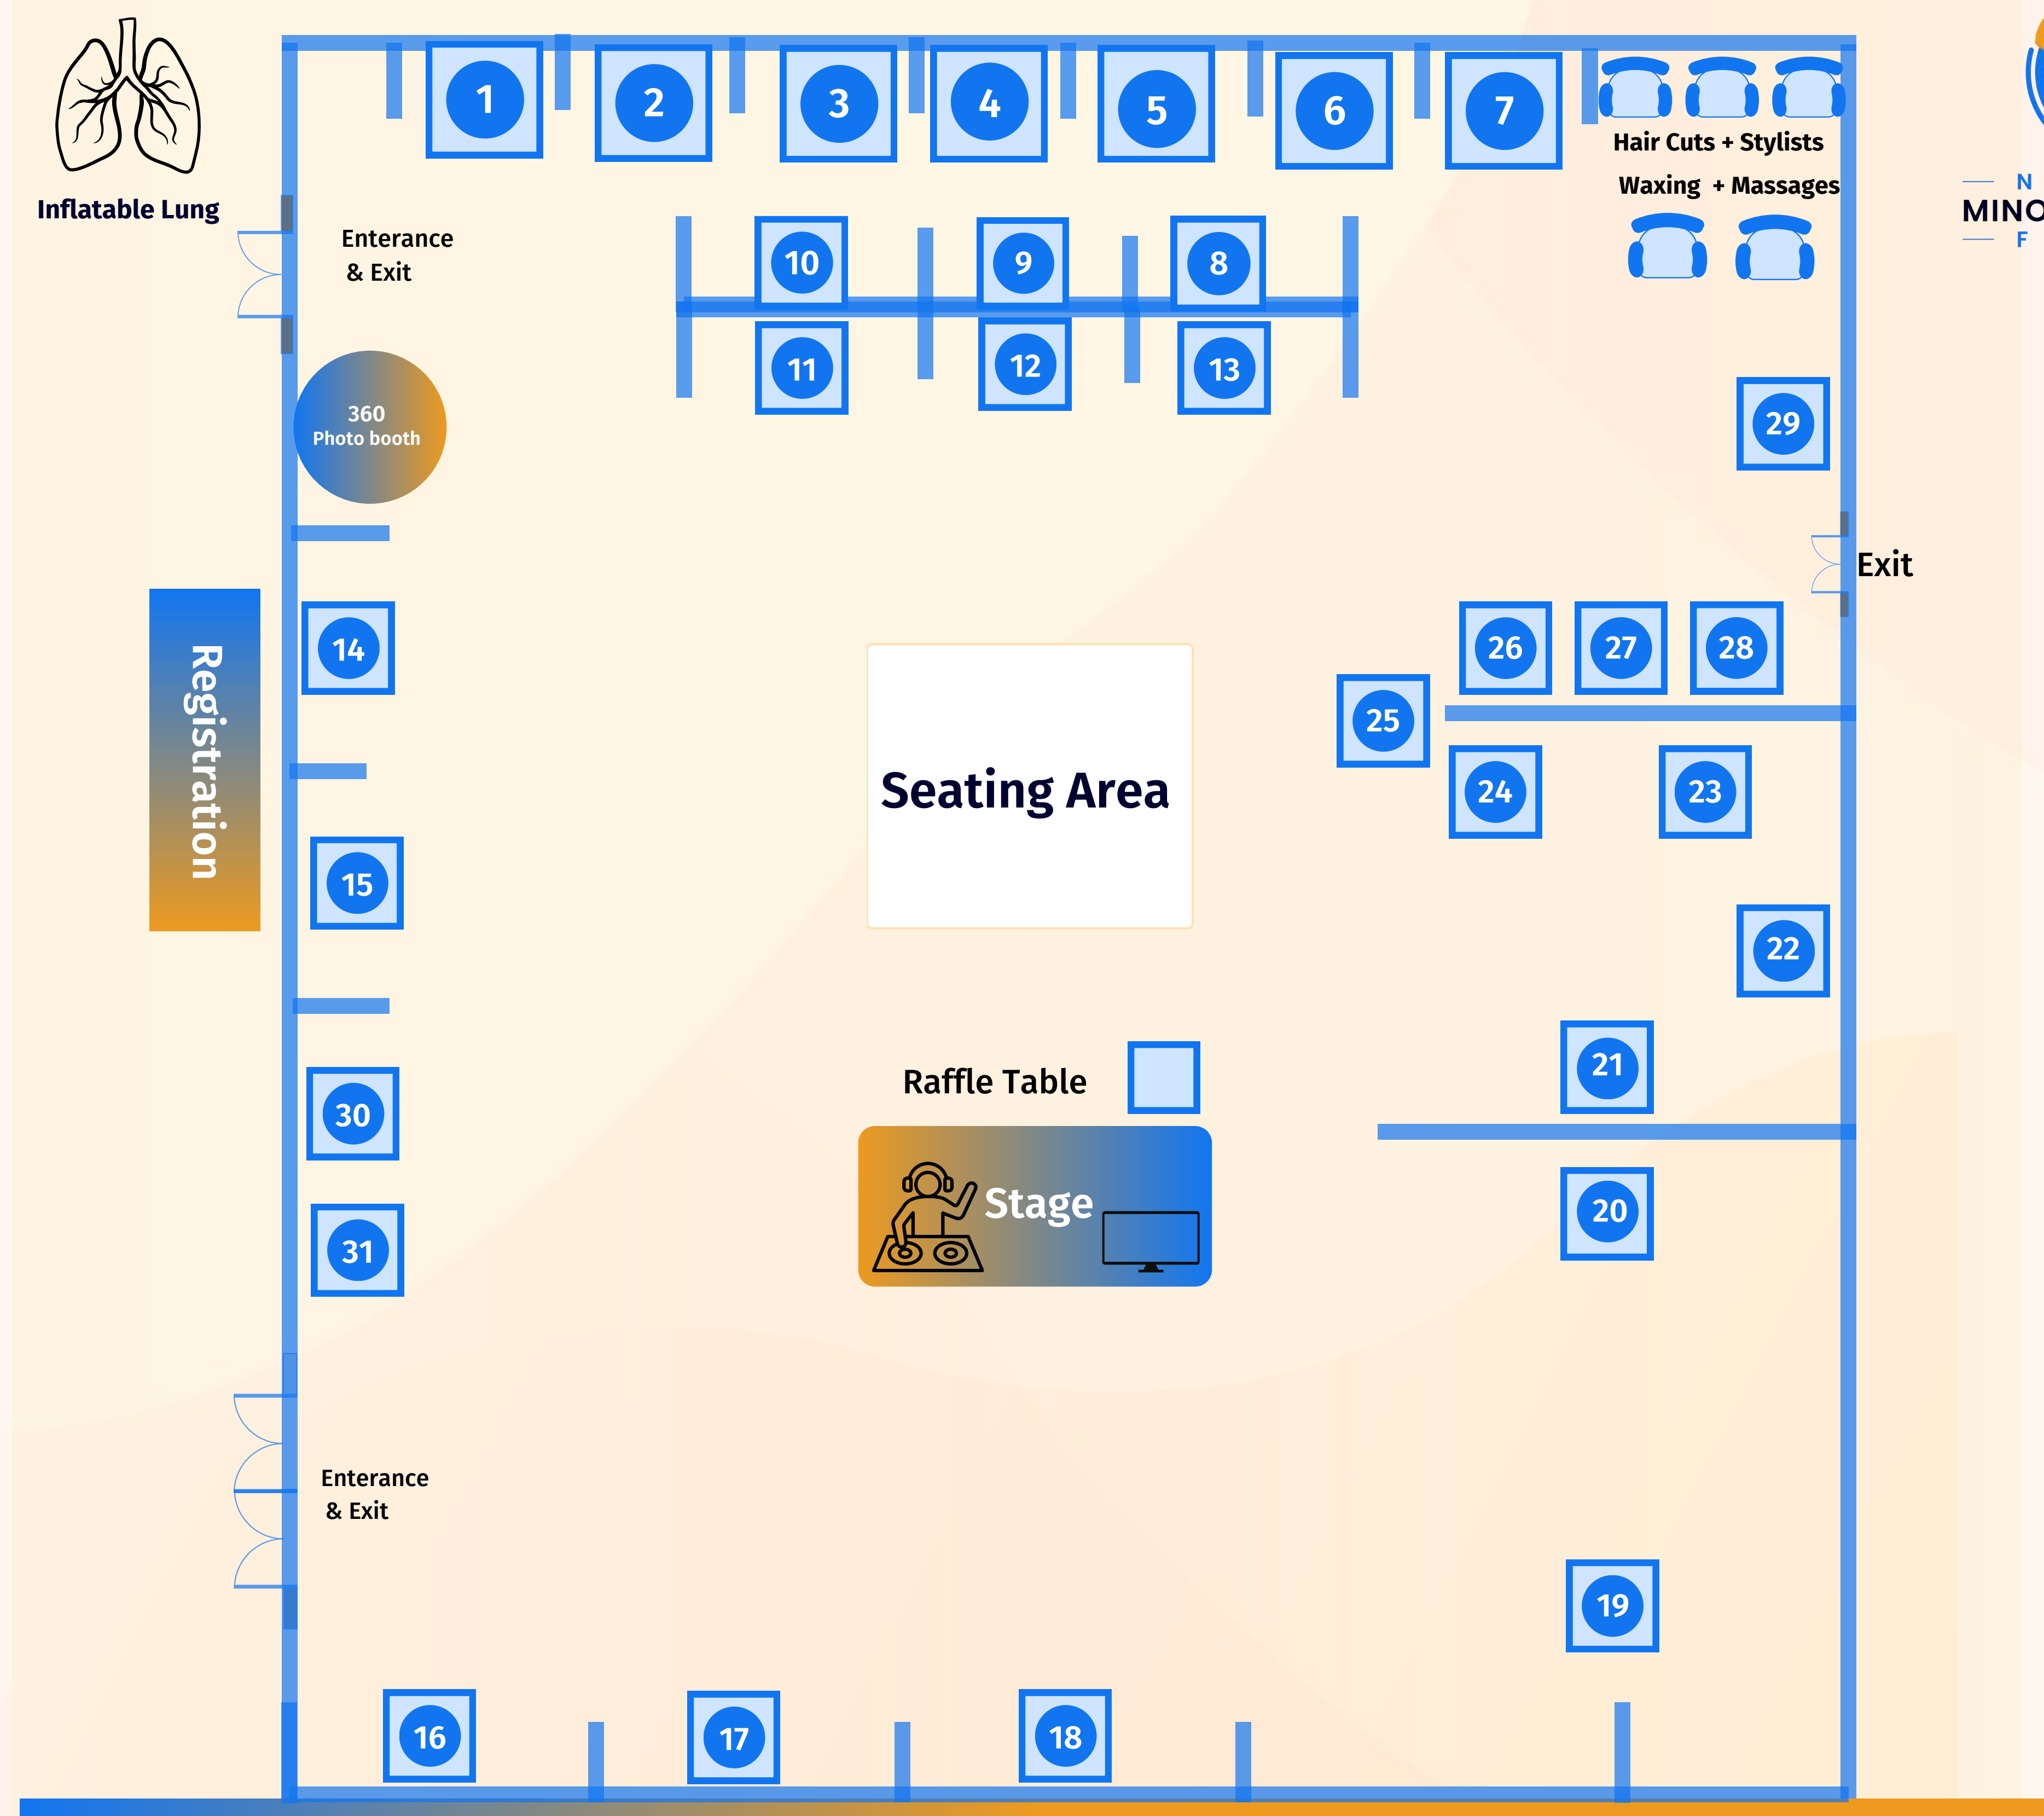 Inflatable Lung
1
2
3
4
5
6
7
Hair Cuts + Stylists
Waxing + Massages
N
MINO
F
Enterance
& Exit
10
9
8
11
12
13
360
Photo booth
29
Exit
Registration
14
26
27
28
25
Seating Area
24
23
15
22
21
Raffle Table
30
Stage
20
31
Enterance
& Exit
19
16
17
18